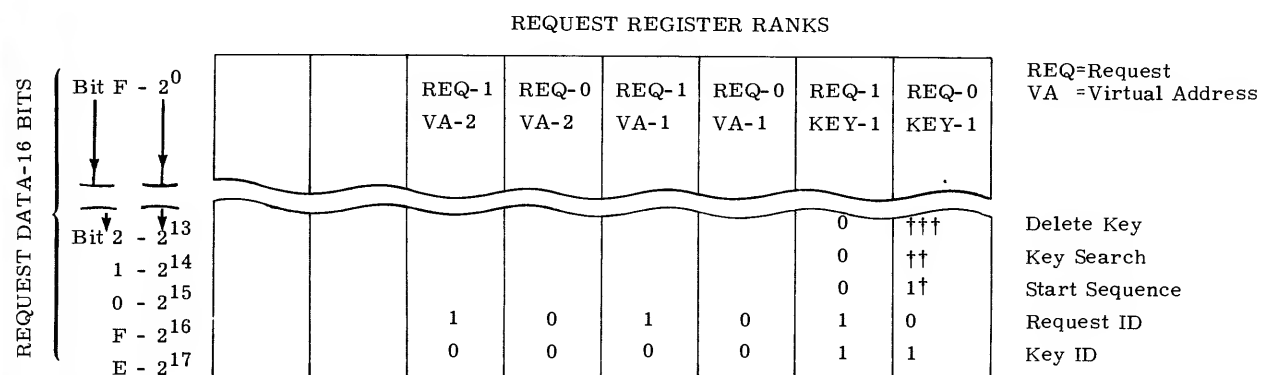 REQUEST REGISTER RANKS
REQUEST DATA-16 BITS
Bit F - 2^0
REQ-1 REQ-0 REQ-1 REQ-0 REQ-1 REQ-0
VA-2 VA-2 VA-1 VA-1 KEY-1 KEY-1
REQ=Request
VA =Virtual Address
Bit 2 - 2^13 0 ††† Delete Key
1 - 2^14 0 †† Key Search
0 - 2^15 0 1† Start Sequence
F - 2^16 1 0 1 0 1 0 Request ID
E - 2^17 0 0 0 0 1 1 Key ID